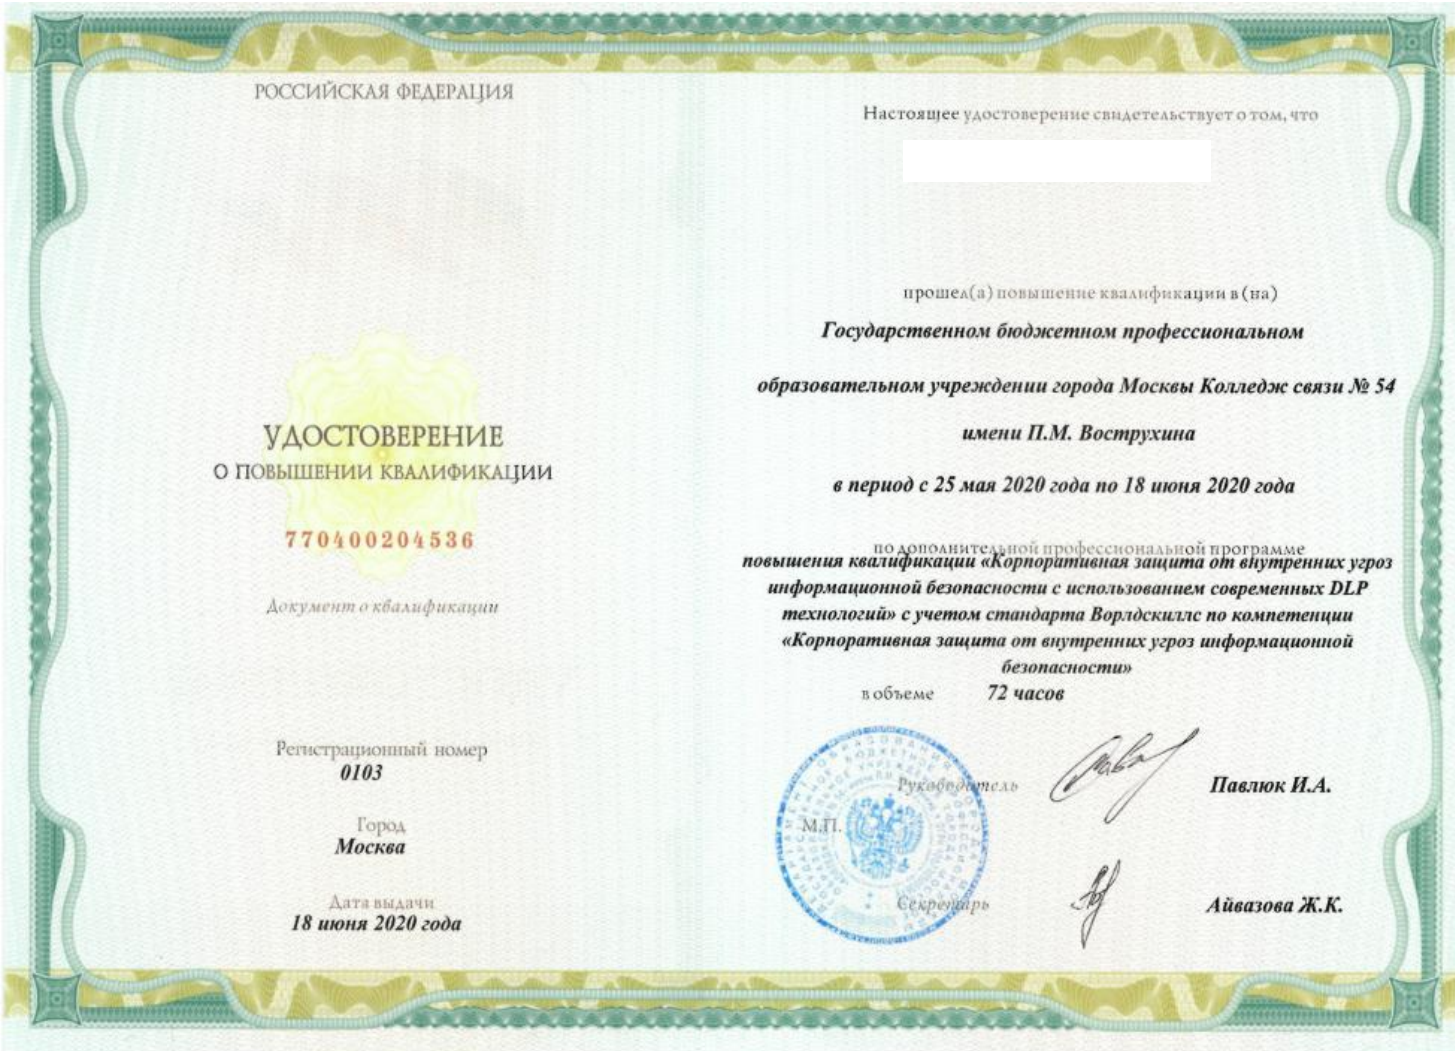 РОССИЙСКАЯ ФЕДЕРАЦИЯ
УДОСТОВЕРЕНИЕ
О ПОВЫШЕНИИ КВАЛИФИКАЦИИ
770400204536
Документ о квалификации
Регистрационный номер
0103
Город
Москва
Дата выдачи
18 июня 2020 года
Настоящее удостоверение свидетельствует о том, что
прошел(а) повышение квалификации в (на)
Государственном бюджетном профессиональном
образовательном учреждении города Москвы Колледж связи № 54
имени П.М. Вострухина
в период с 25 мая 2020 года по 18 июня 2020 года
по дополнительной профессиональной программе
повышения квалификации «Корпоративная защита от внутренних угроз
информационной безопасности с использованием современных DLP
технологий» с учетом стандарта Ворлдскиллс по компетенции
«Корпоративная защита от внутренних угроз информационной
безопасности»
в объеме 72 часов
Руководитель Павлюк И.А.
М.П.
Секретарь Айвазова Ж.К.